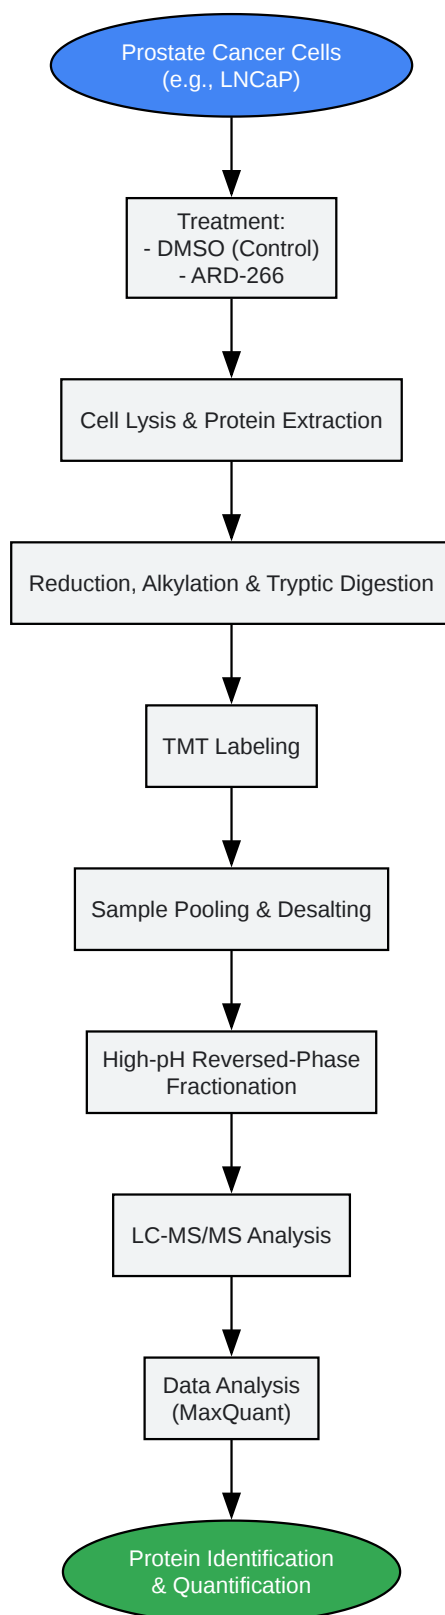 Prostate Cancer Cells
(e.g., LNCaP)
Treatment:
- DMSO (Control)
- ARD-266
Cell Lysis & Protein Extraction
Reduction, Alkylation & Tryptic Digestion
TMT Labeling
Sample Pooling & Desalting
High-pH Reversed-Phase
Fractionation
LC-MS/MS Analysis
Data Analysis
(MaxQuant)
Protein Identification
& Quantification